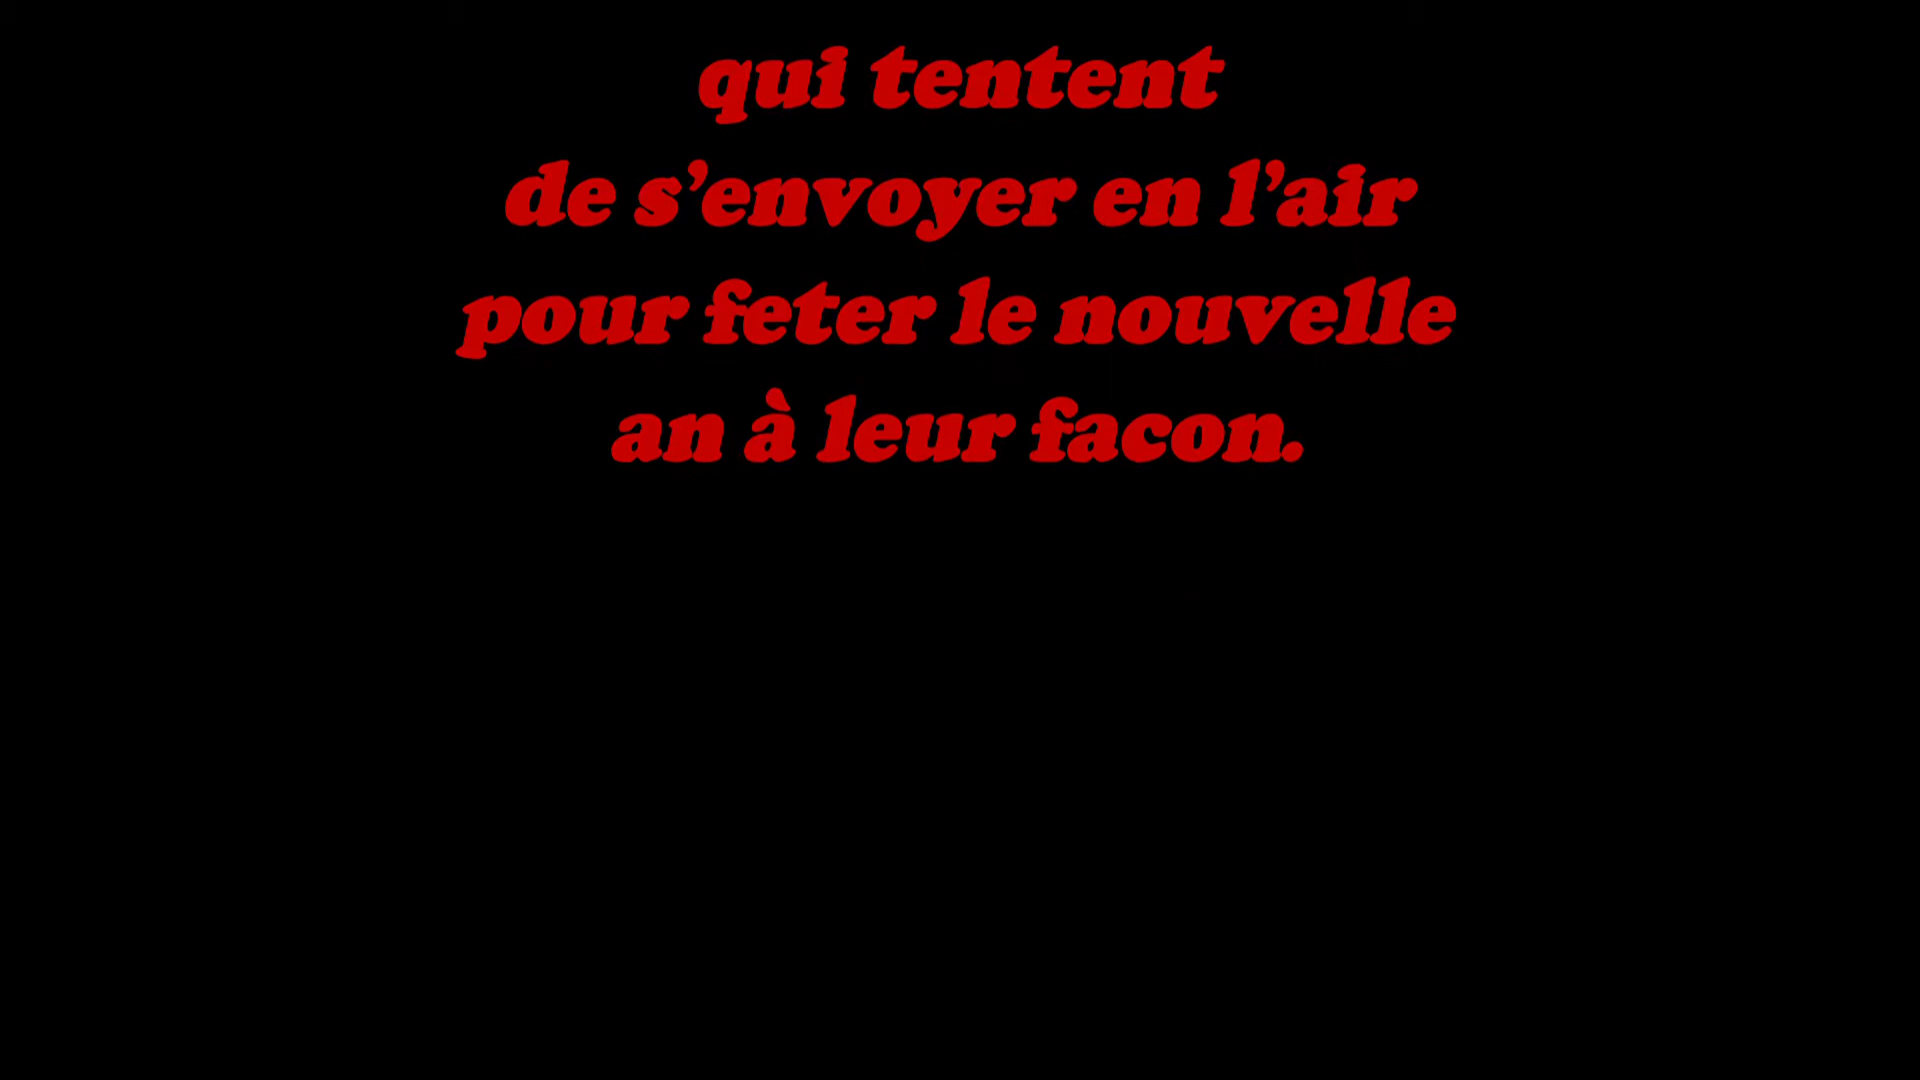 qui tentent
de s’envoyer en l’air
pour feter le nouvelle
an à leur facon.